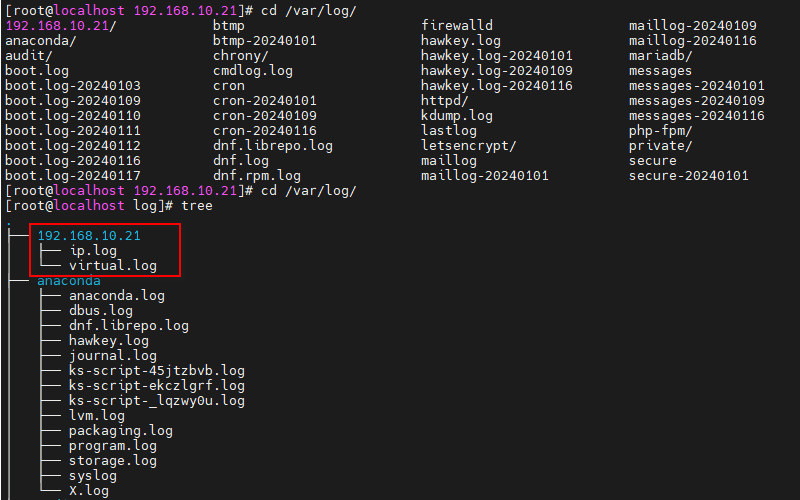 [root@localhost 192.168.10.21]# cd /var/log/
192.168.10.21/ btmp firewalld maillog-20240109
anaconda/ btmp-20240101 hawkey.log maillog-20240116
audit/ chrony/ hawkey.log-20240101 mariadb/
boot.log cmdlog.log hawkey.log-20240109 messages
boot.log-20240103 cron hawkey.log-20240116 messages-20240101
boot.log-20240109 cron-20240101 httpd/ messages-20240109
boot.log-20240110 cron-20240109 kdump.log messages-20240116
boot.log-20240111 cron-20240116 lastlog php-fpm/
boot.log-20240112 dnf.librepo.log letsencrypt/ private/
boot.log-20240116 dnf.log maillog secure
boot.log-20240117 dnf.rpm.log maillog-20240101 secure-20240101
[root@localhost 192.168.10.21]# cd /var/log/
[root@localhost log]# tree
.
├── 192.168.10.21
│   ├── ip.log
│   └── virtual.log
├── anaconda
│   ├── anaconda.log
│   ├── dbus.log
│   ├── dnf.librepo.log
│   ├── hawkey.log
│   ├── journal.log
│   ├── ks-script-45jtzbvb.log
│   ├── ks-script-ekczlgrf.log
│   ├── ks-script-_lqzwy0u.log
│   ├── lvm.log
│   ├── packaging.log
│   ├── program.log
│   ├── storage.log
│   ├── syslog
│   └── X.log